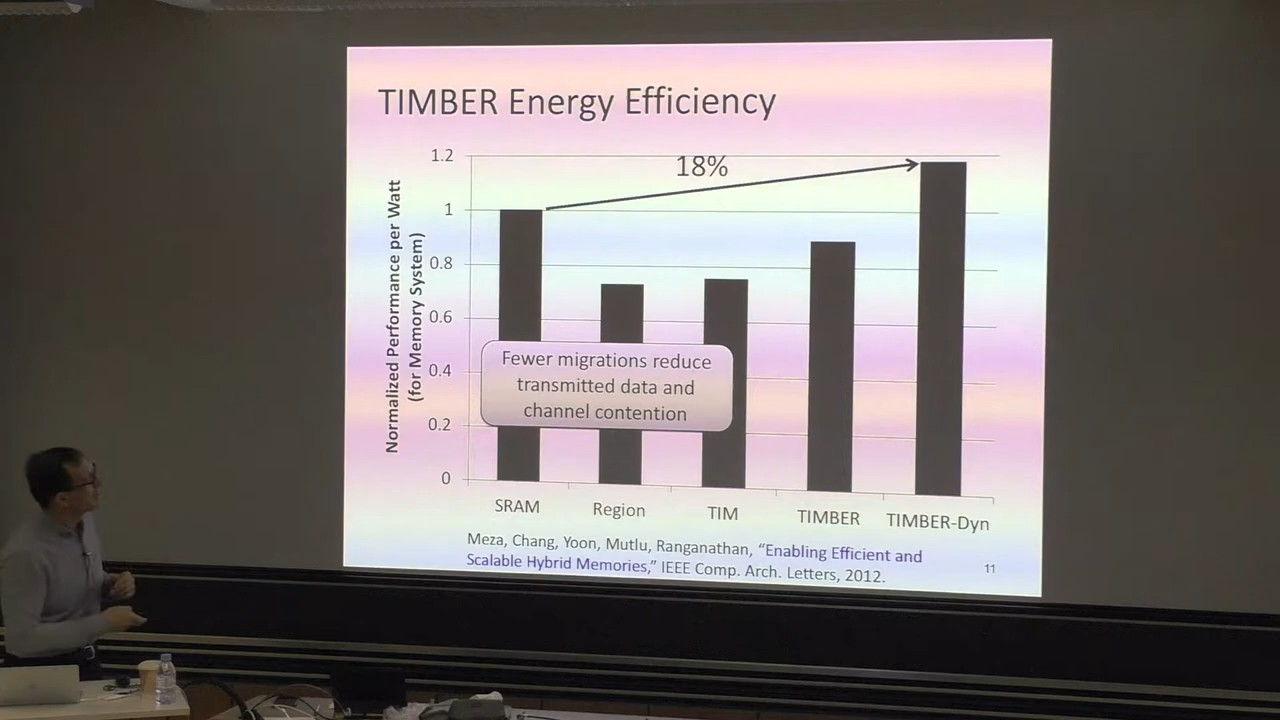 TIMBER Energy Efficiency
Normalized Performance per Watt
(for Memory System)
1.2
1
0.8
0.6
0.4
0.2
0
18%
Fewer migrations reduce
transmitted data and
channel contention
SRAM
Region
TIM
TIMBER
TIMBER-Dyn
Meza, Chang, Yoon, Mutlu, Ranganathan, “Enabling Efficient and
Scalable Hybrid Memories,” IEEE Comp. Arch. Letters, 2012.
11